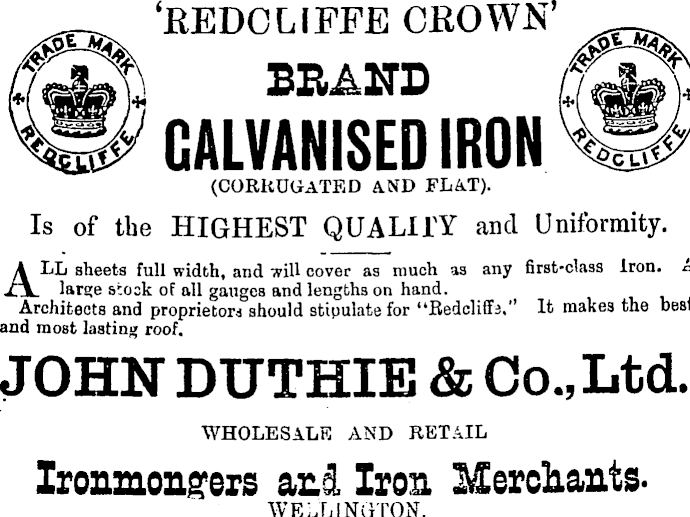 'REDCLIFFE CROWN'
TRADE MARK
REDCLIFFE
BRAND
TRADE MARK
REDCLIFFE
GALVANISED IRON
(CORRUGATED AND FLAT).
Is of the HIGHEST QUALITY and Uniformity.
ALL sheets full width, and will cover as much as any first-class Iron. A
large stock of all gauges and lengths on hand.
Architects and proprietors should stipulate for "Redcliffe." It makes the best
and most lasting roof.
JOHN DUTHIE & Co., Ltd.
WHOLESALE AND RETAIL
Ironmongers and Iron Merchants.
WELLINGTON.